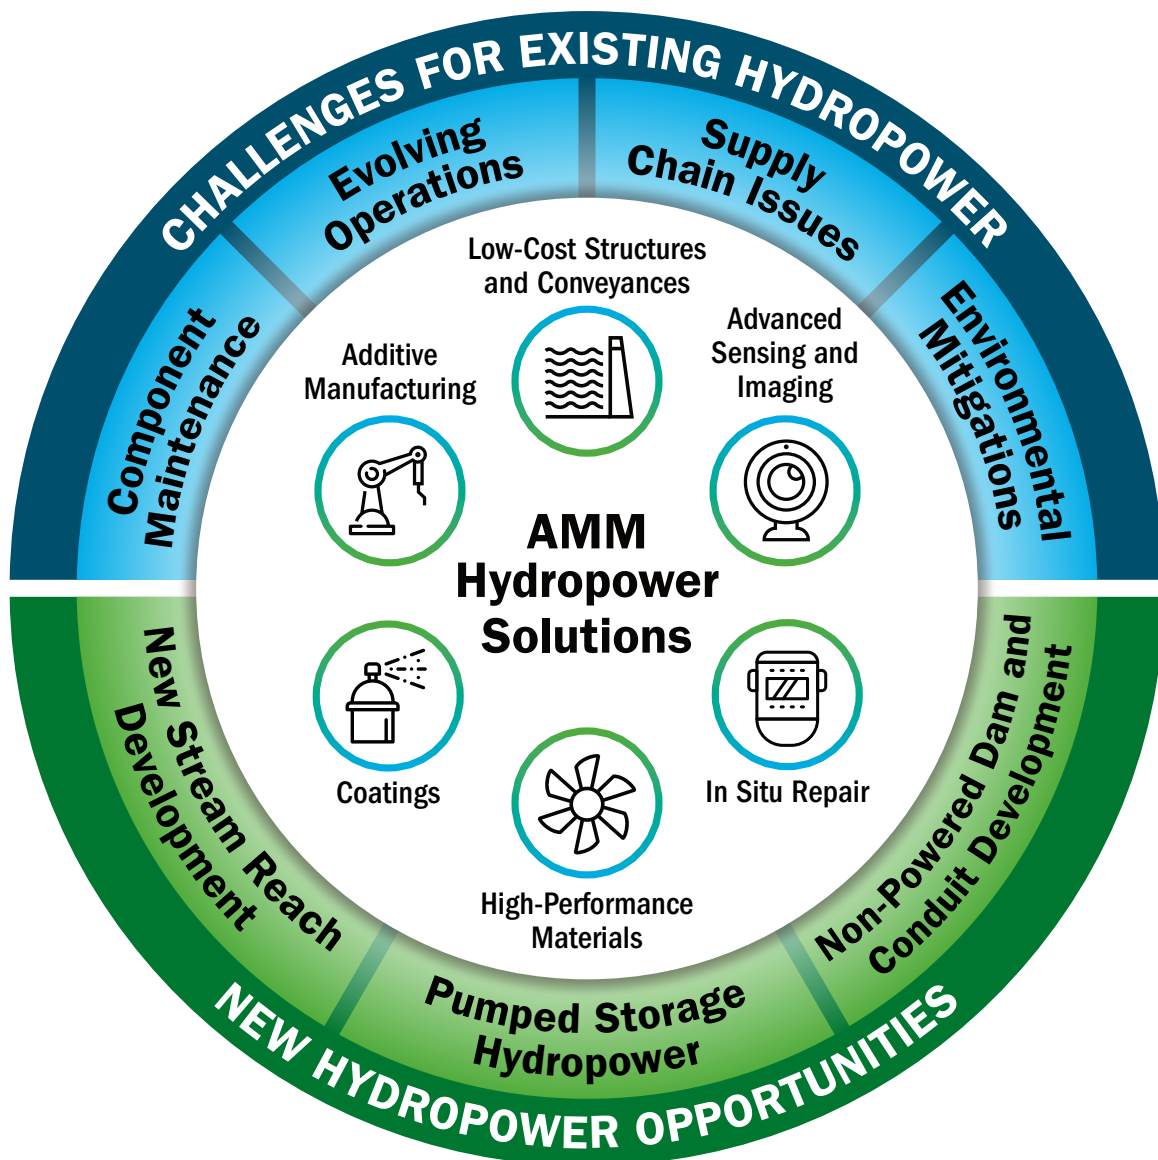 CHALLENGES FOR EXISTING HYDROPOWER
Component
Maintenance
Evolving
Operations
Supply
Chain Issues
Environmental
Mitigations
Low-Cost Structures
and Conveyances
Additive
Manufacturing
Advanced
Sensing and
Imaging
AMM
Hydropower
Solutions
Coatings
In Situ Repair
High-Performance
Materials
New Stream Reach
Development
Pumped Storage
Hydropower
Non-Powered Dam and
Conduit Development
NEW HYDROPOWER OPPORTUNITIES